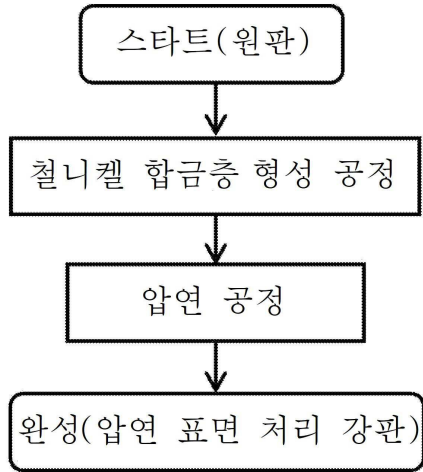 스타트(원판)
철니켈 합금층 형성 공정
압연 공정
완성(압연 표면 처리 강판)